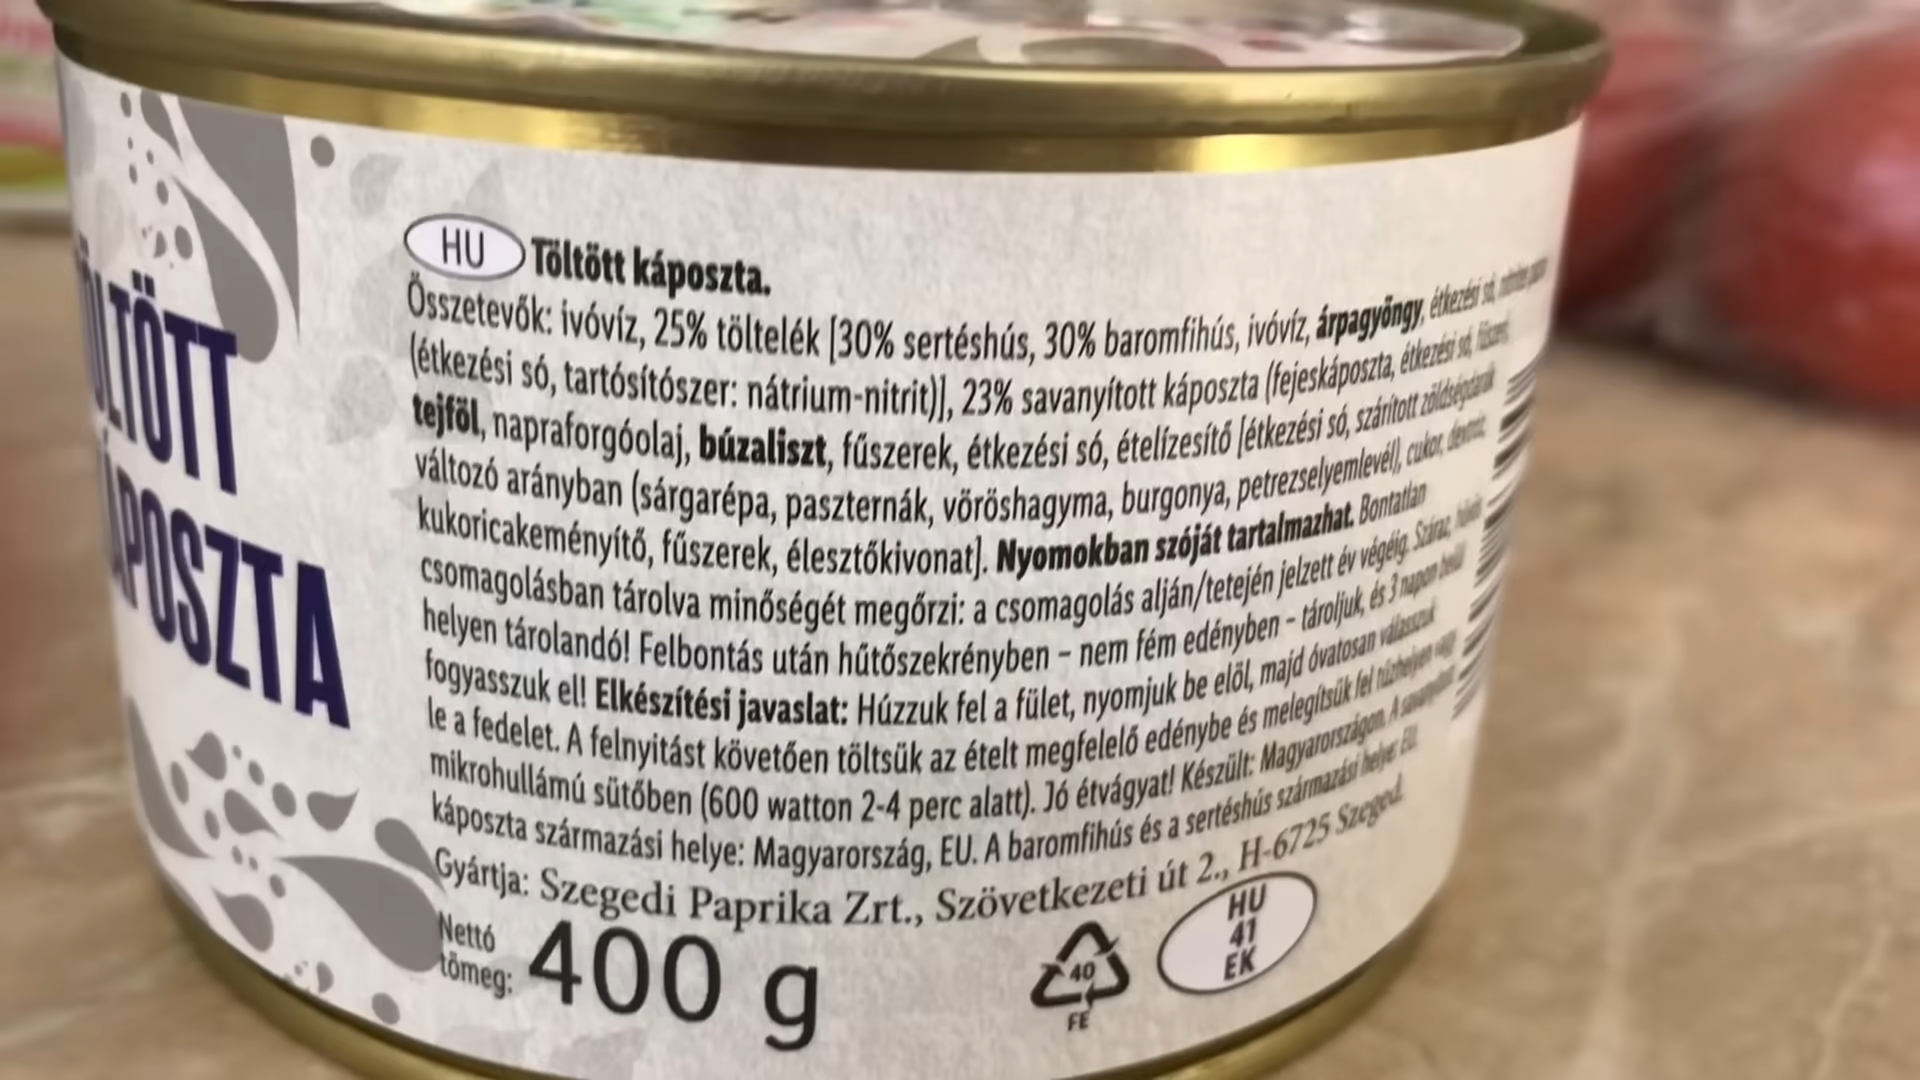 ÖLTÖTT
ÁPOSZTA
HU Töltött káposzta.
Összetevők: ivóvíz, 25% töltelék [30% sertéshús, 30% baromfihús, ivóvíz, árpagyöngy, étkezési só,
(étkezési só, tartósítószer: nátrium-nitrit)], 23% savanyított káposzta (fejeskáposzta, étkezési só,
tejföl, napraforgóolaj, búzaliszt, fűszerek, étkezési só, ételízesítő [étkezési só, szárított zöldségdarák
változó arányban (sárgarépa, paszternák, vöröshagyma, burgonya, petrezselyemlevél), cukor,
kukoricakeményítő, fűszerek, élesztőkivonat]. Nyomokban szóját tartalmazhat. Bontatlan
csomagolásban tárolva minőségét megőrzi: a csomagolás alján/tetején jelzett év végéig. Száraz, hűvös
helyen tárolandó! Felbontás után hűtőszekrényben – nem fém edényben – tároljuk, és 3 napon belül
fogyasszuk el! Elkészítési javaslat: Húzzuk fel a fület, nyomjuk be elöl, majd óvatosan válasszuk
le a fedelet. A felnyitást követően töltsük az ételt megfelelő edénybe és melegítsük fel tűzhelyen vagy
mikrohullámú sütőben (600 watton 2-4 perc alatt). Jó étvágyat! Készült: Magyarországon. A savanyított
káposzta származási helye: Magyarország, EU. A baromfihús és a sertéshús származási helye: EU.
Gyártja: Szegedi Paprika Zrt., Szövetkezeti út 2., H-6725 Szeged.
Nettó
tömeg: 400 g
40
FE
HU
41
EK